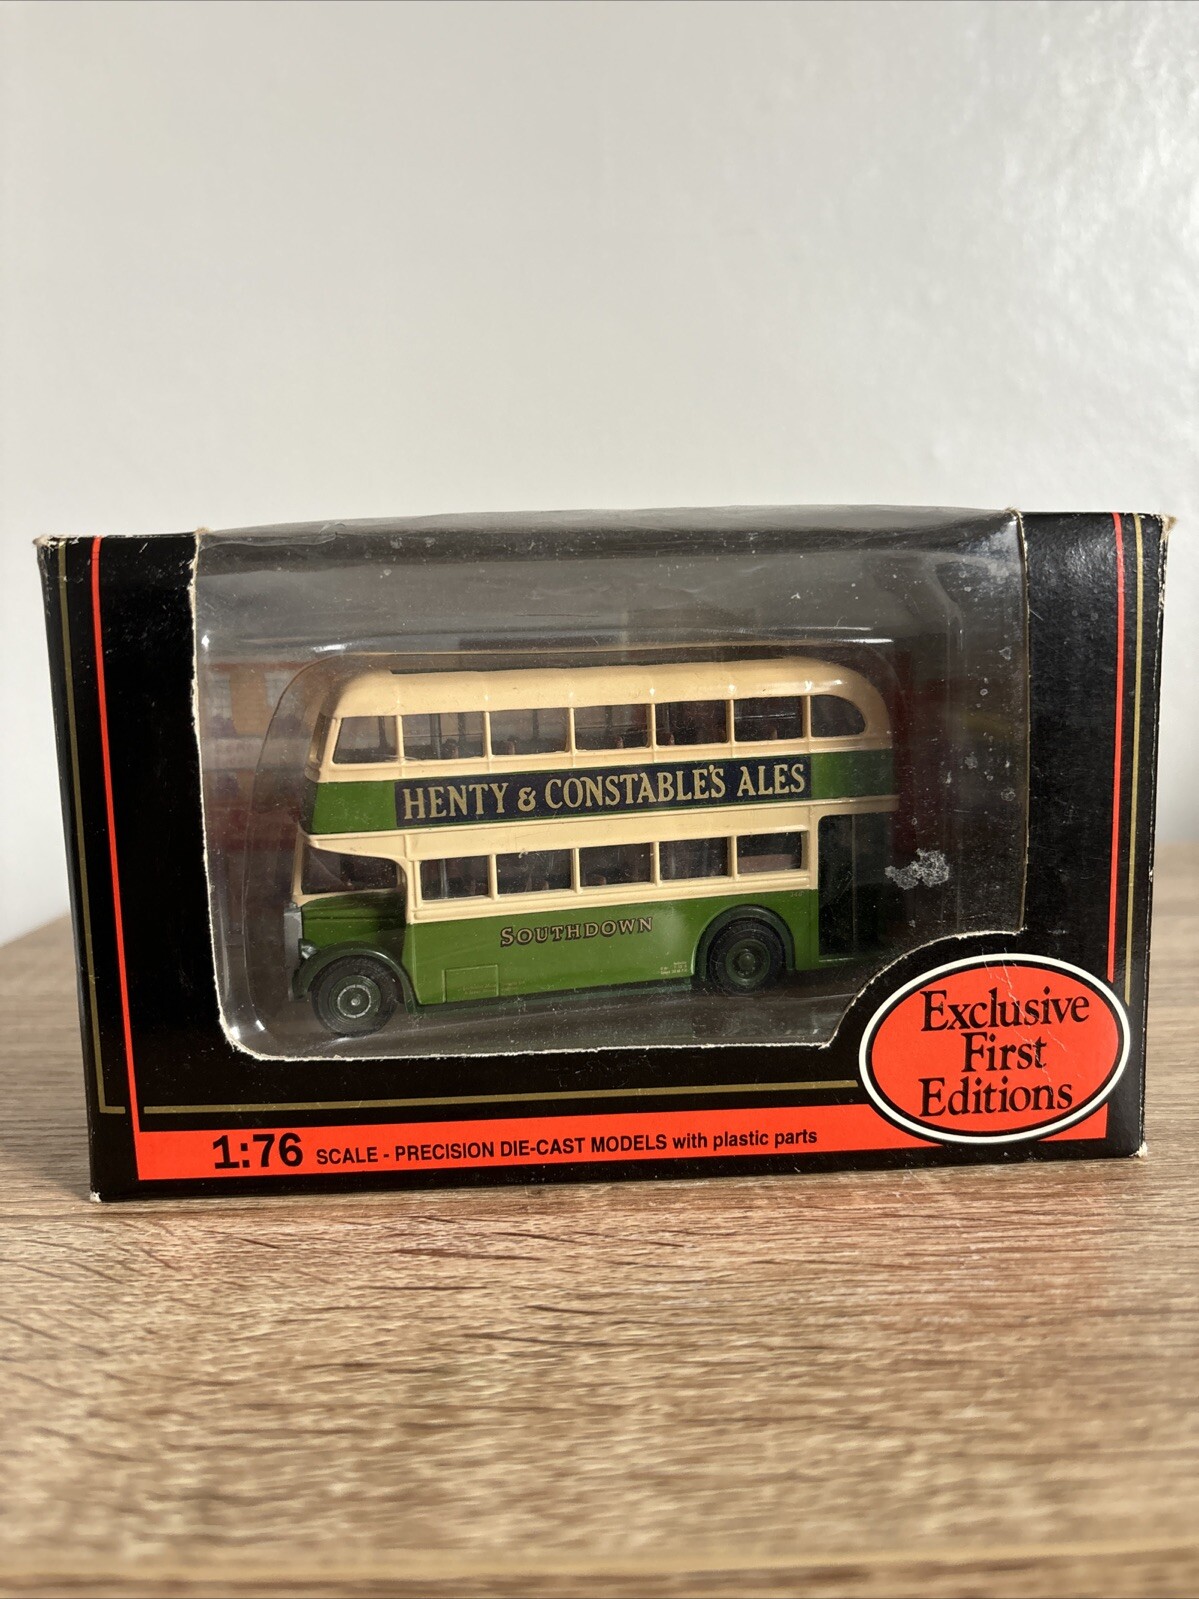 HENTY & CONSTABLE'S ALES
SOUTHDOWN
Exclusive
First
Editions
1:76 SCALE - PRECISION DIE-CAST MODELS with plastic parts